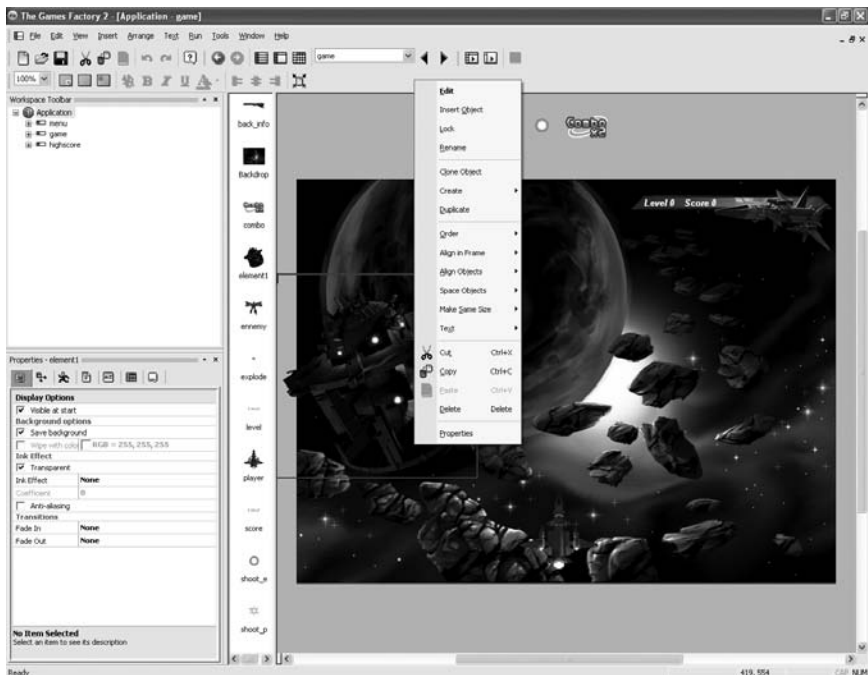 The Games Factory 2 - [Application - game]
File Edit View Insert Arrange Text Run Tools Window Help
game
100%
B I U A
Workspace Toolbar
Application
menu
game
highscore
back_info
Backdrop
combo
element1
ennemy
explode
level
player
score
shoot_e
shoot_p
Edit
Insert Object
Lock
Rename
Clone Object
Create
Duplicate
Order
Align in Frame
Align Objects
Space Objects
Make Same Size
Text
Cut Ctrl+X
Copy Ctrl+C
Paste Ctrl+V
Delete Delete
Properties
Combo
Level 0 Score 0
Properties - element1
Display Options
Visible at start
Background options
Save background
Wipe with color RGB = 255, 255, 255
Ink Effect
Transparent
Ink Effect None
Coefficient 0
Anti-aliasing
Transitions
Fade In None
Fade Out None
No Item Selected
Select an item to see its description
Ready
419, 554
CAP NUM